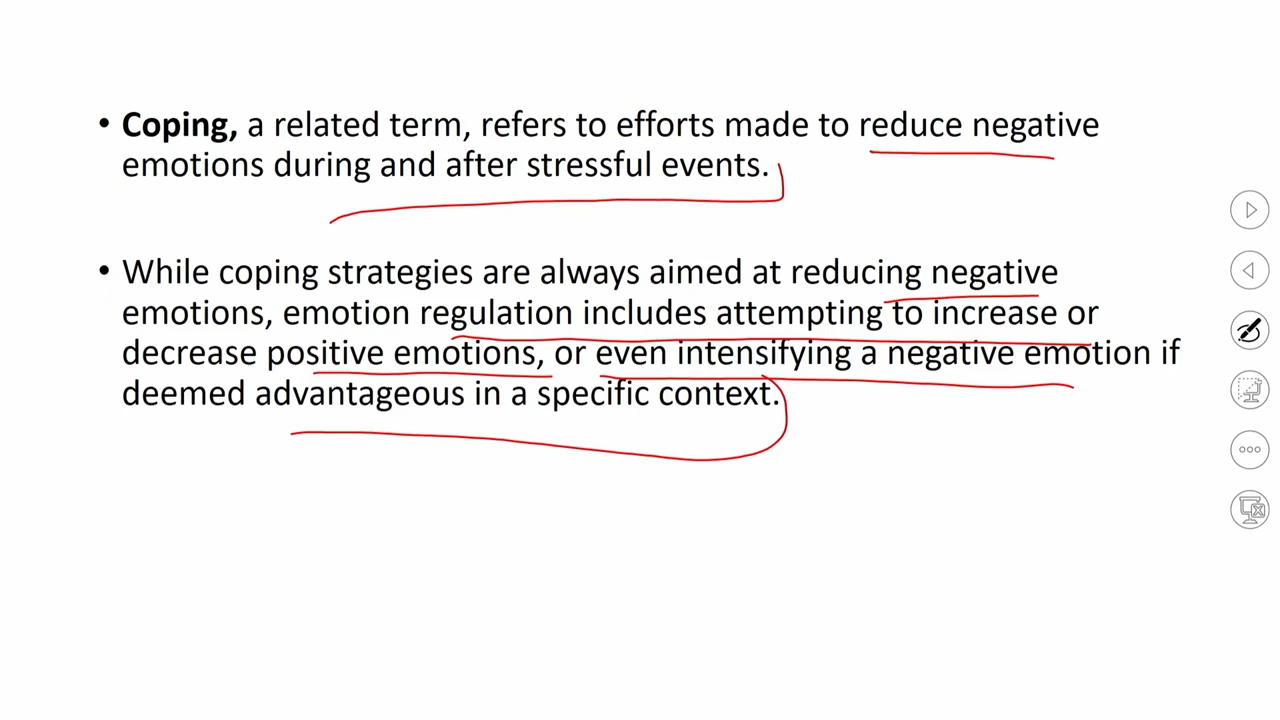 • Coping, a related term, refers to efforts made to reduce negative
emotions during and after stressful events.
• While coping strategies are always aimed at reducing negative
emotions, emotion regulation includes attempting to increase or
decrease positive emotions, or even intensifying a negative emotion if
deemed advantageous in a specific context.